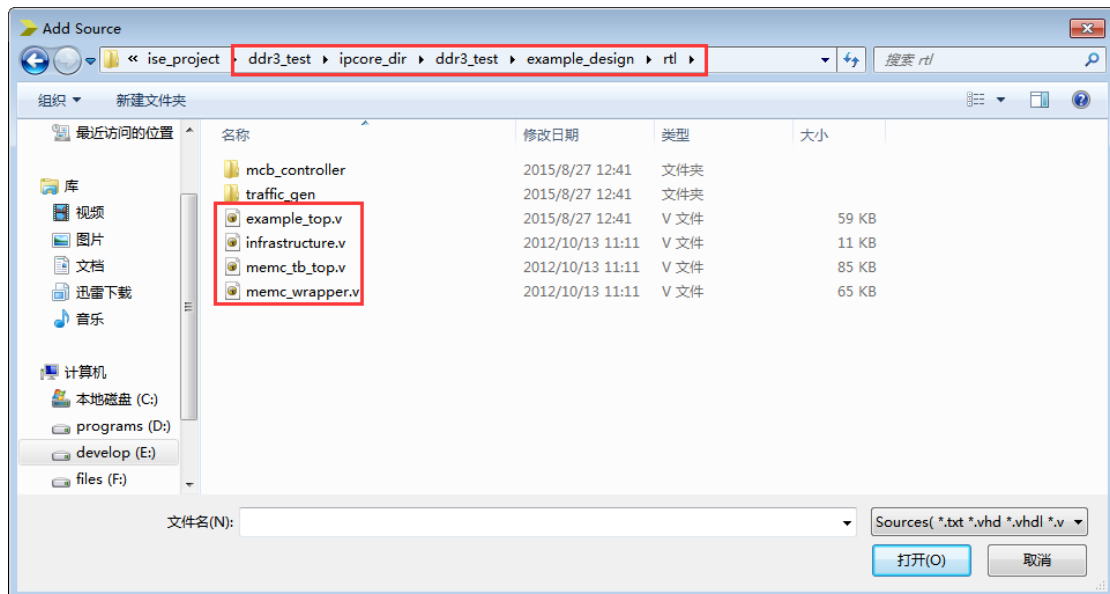 Add Source
« ise_project ddr3_test ipcore_dir ddr3_test example_design rtl 搜索 rtl
组织 新建文件夹
最近访问的位置 名称 修改日期 类型 大小
mcb_controller 2015/8/27 12:41 文件夹
库 traffic_gen 2015/8/27 12:41 文件夹
视频 example_top.v 2015/8/27 12:41 V 文件 59 KB
图片 infrastructure.v 2012/10/13 11:11 V 文件 11 KB
文档 memc_tb_top.v 2012/10/13 11:11 V 文件 85 KB
迅雷下载 memc_wrapper.v 2012/10/13 11:11 V 文件 65 KB
音乐
计算机
本地磁盘 (C:)
programs (D:)
develop (E:)
files (F:)
文件名(N): Sources( *.txt *.vhd *.vhdl *.v
打开(O) 取消